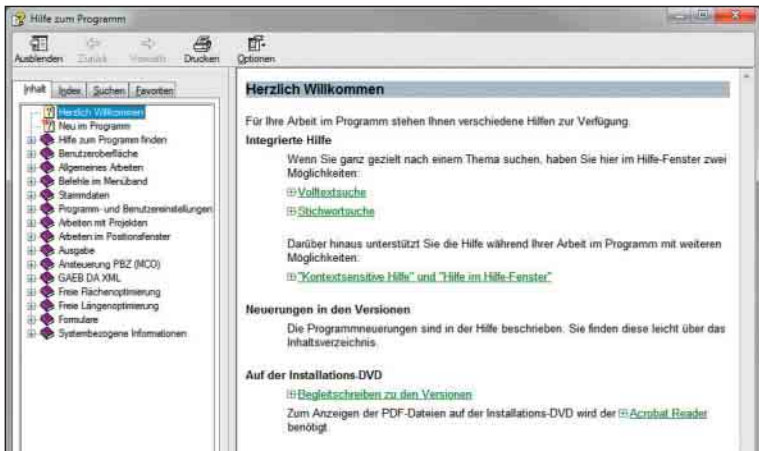 Hilfe zum Programm
Ausblenden Zurück Vorwärts Drucken Optionen
Inhalt Index Suchen Favoriten
Herzlich Willkommen
Neu im Programm
Hilfe zum Programm finden
Benutzeroberfläche
Allgemeines Arbeiten
Befehle im Menüband
Stammdaten
Programm- und Benutzereinstellungen
Arbeiten mit Projekten
Arbeiten im Positionsfenster
Ausgabe
Ansteuerung PBZ (MCO)
GAEB DA XML
Freie Flächenoptimierung
Freie Längenoptimierung
Formulare
Systembezogene Informationen
Herzlich Willkommen
Für Ihre Arbeit im Programm stehen Ihnen verschiedene Hilfen zur Verfügung.
Integrierte Hilfe
Wenn Sie ganz gezielt nach einem Thema suchen, haben Sie hier im Hilfe-Fenster zwei
Möglichkeiten:
Volltextsuche
Stichwortsuche
Darüber hinaus unterstützt Sie die Hilfe während Ihrer Arbeit im Programm mit weiteren
Möglichkeiten:
"Kontextsensitive Hilfe" und "Hilfe im Hilfe-Fenster"
Neuerungen in den Versionen
Die Programmneuerungen sind in der Hilfe beschrieben. Sie finden diese leicht über das
Inhaltsverzeichnis.
Auf der Installations-DVD
Begleitschreiben zu den Versionen
Zum Anzeigen der PDF-Dateien auf der Installations-DVD wird der Acrobat Reader
benötigt.